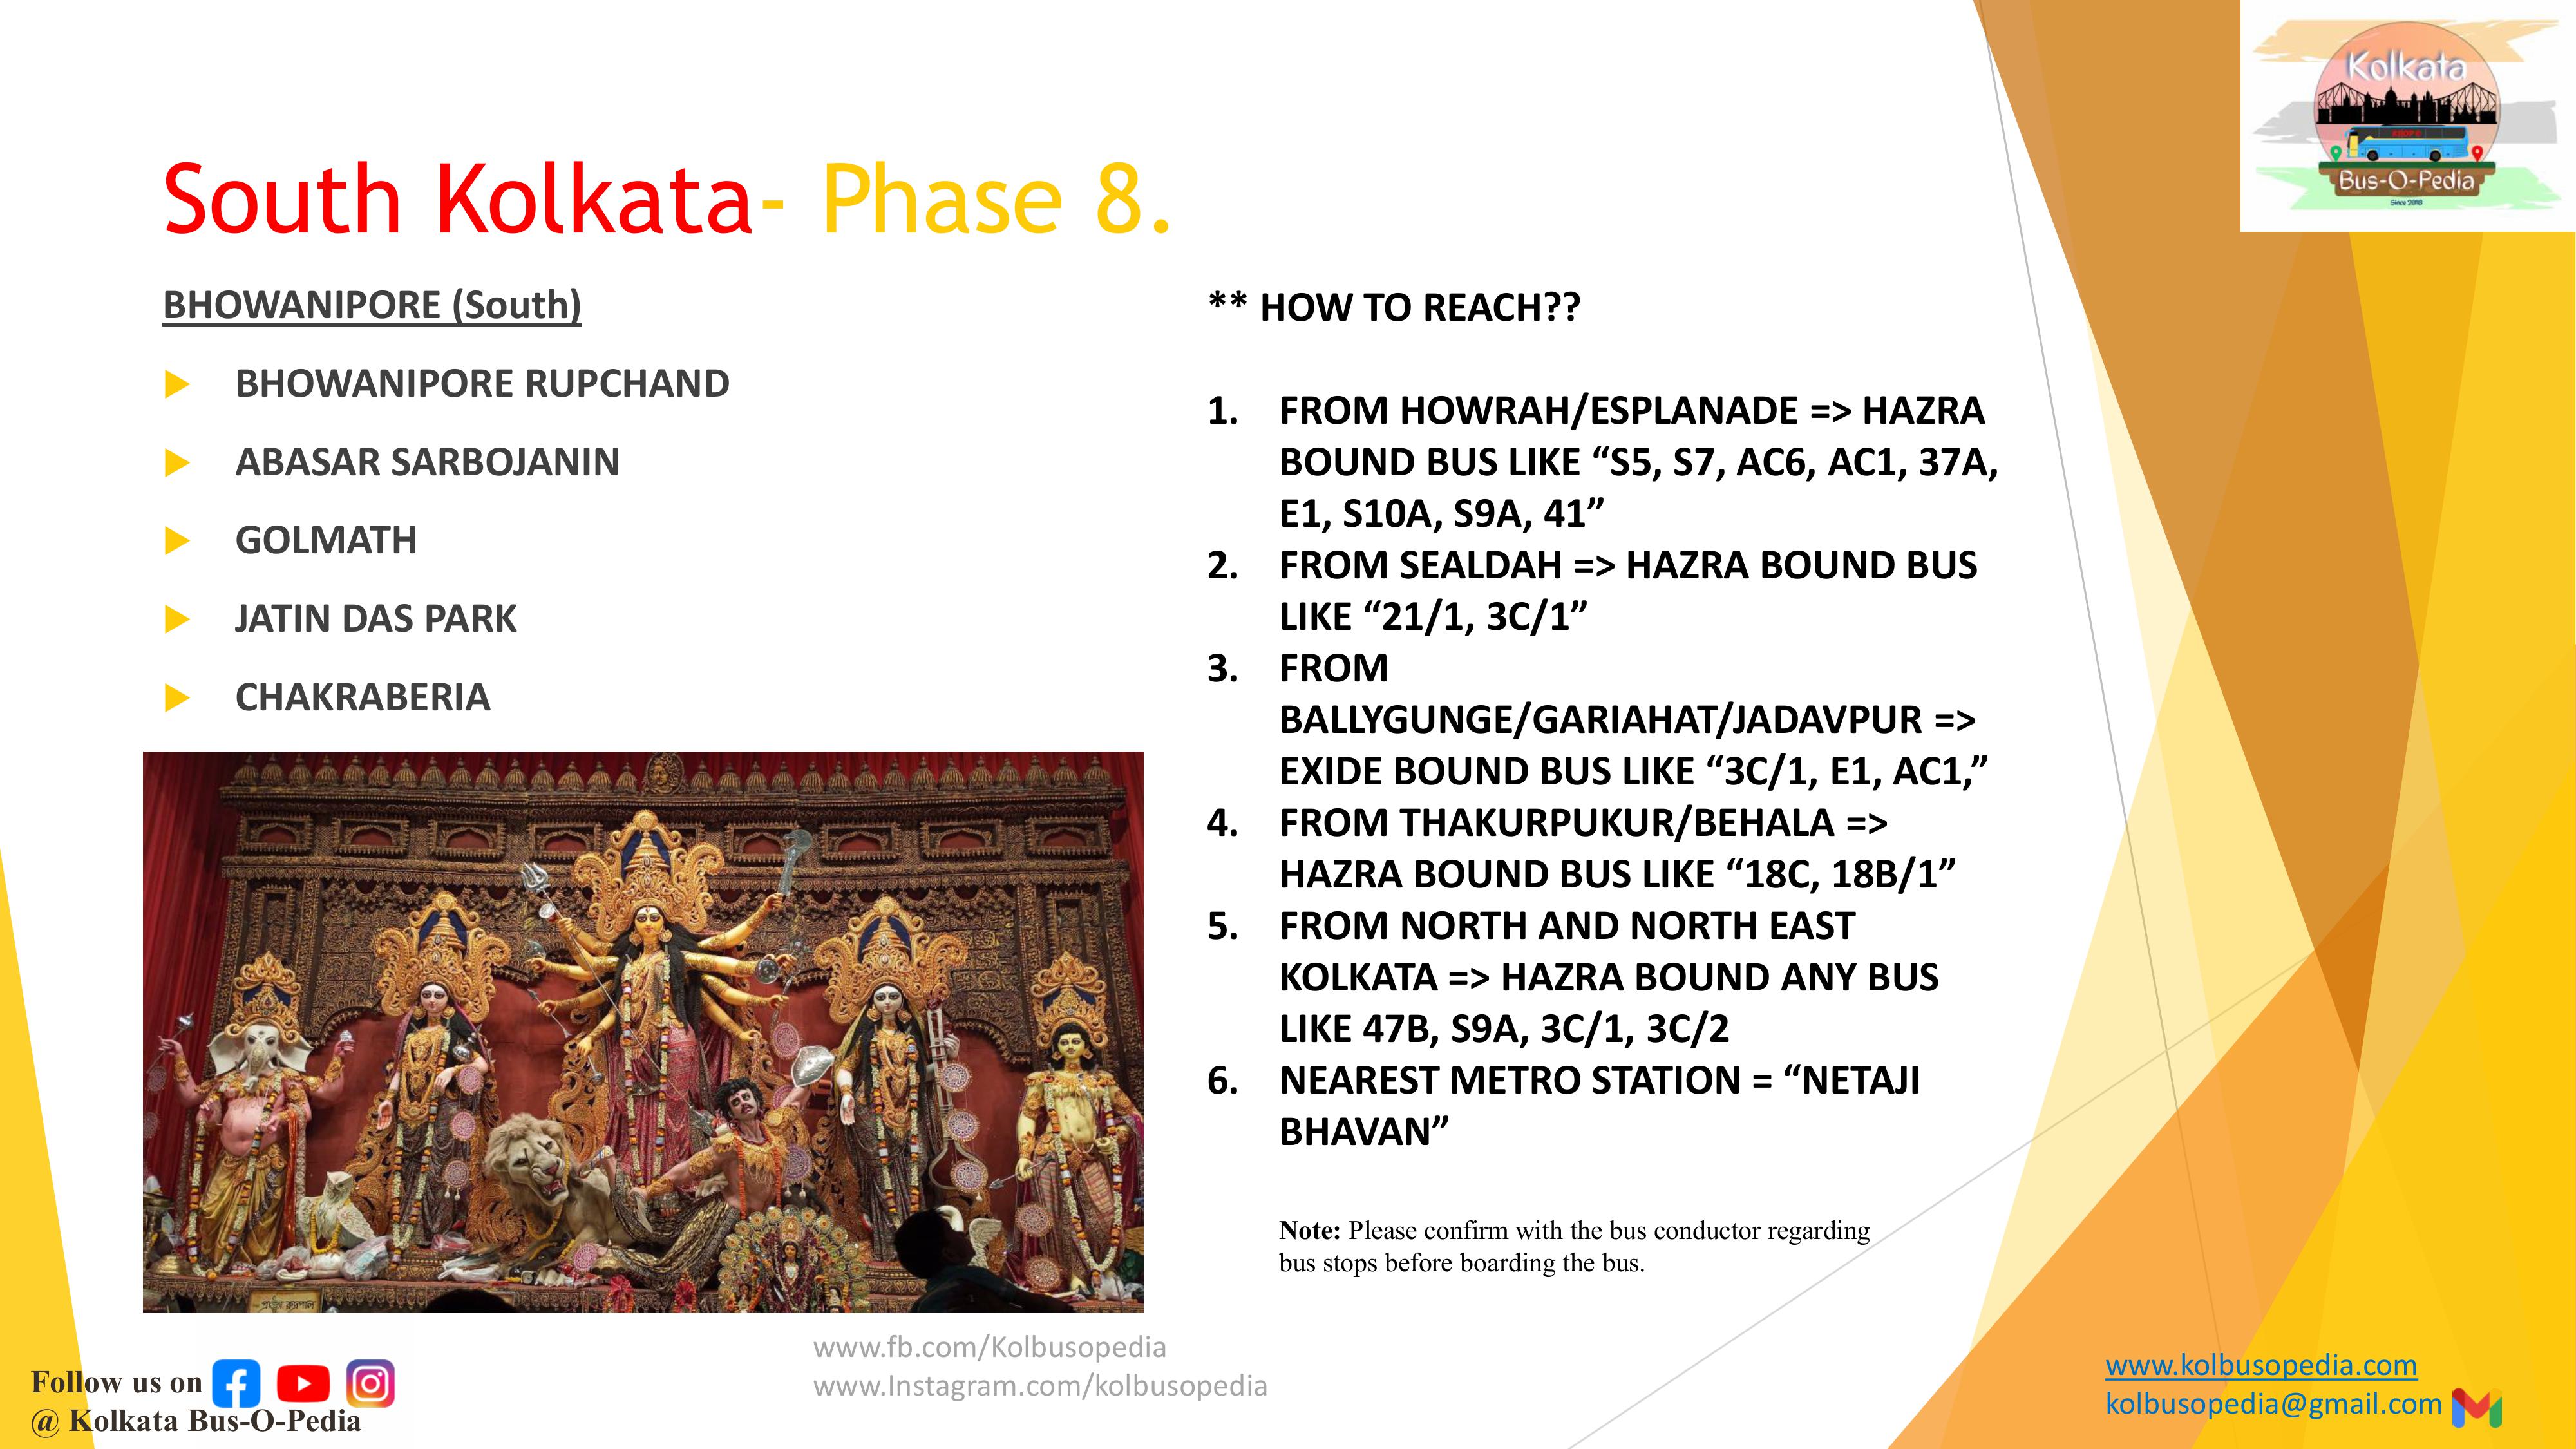 Kolkata
Bus-O-Pedia
Since 2018
South Kolkata- Phase 8.
BHOWANIPORE (South)
BHOWANIPORE RUPCHAND
ABASAR SARBOJANIN
GOLMATH
JATIN DAS PARK
CHAKRABERIA
** HOW TO REACH??
1. FROM HOWRAH/ESPLANADE => HAZRA
BOUND BUS LIKE “S5, S7, AC6, AC1, 37A,
E1, S10A, S9A, 41”
2. FROM SEALDAH => HAZRA BOUND BUS
LIKE “21/1, 3C/1”
3. FROM
BALLYGUNGE/GARIAHAT/JADAVPUR =>
EXIDE BOUND BUS LIKE “3C/1, E1, AC1,”
4. FROM THAKURPUKUR/BEHALA =>
HAZRA BOUND BUS LIKE “18C, 18B/1”
5. FROM NORTH AND NORTH EAST
KOLKATA => HAZRA BOUND ANY BUS
LIKE 47B, S9A, 3C/1, 3C/2
6. NEAREST METRO STATION = “NETAJI
BHAVAN”
Note: Please confirm with the bus conductor regarding
bus stops before boarding the bus.
www.fb.com/Kolbusopedia
www.Instagram.com/kolbusopedia
Follow us on
@ Kolkata Bus-O-Pedia
www.kolbusopedia.com
kolbusopedia@gmail.com